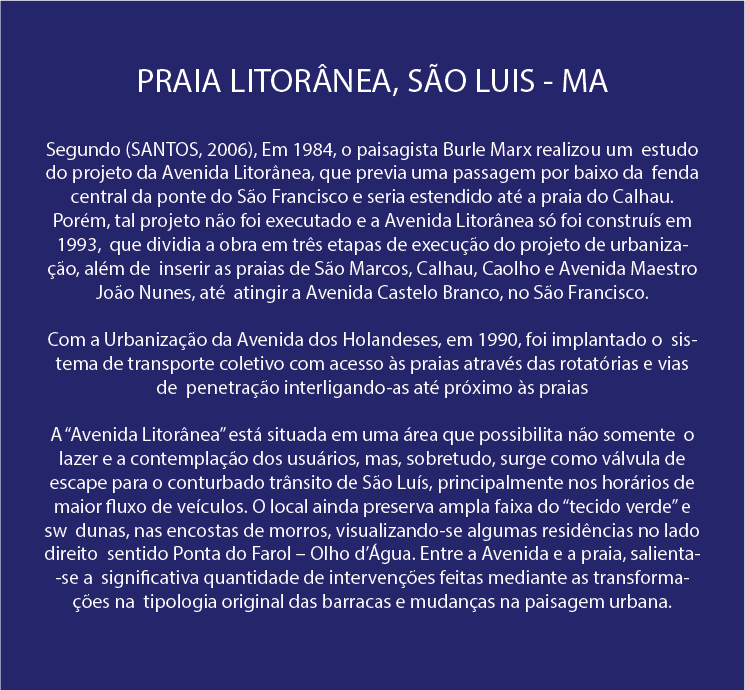 PRAIA LITORÂNEA, SÃO LUIS - MA
Segundo (SANTOS, 2006), Em 1984, o paisagista Burle Marx realizou um estudo
do projeto da Avenida Litorânea, que previa uma passagem por baixo da fenda
central da ponte do São Francisco e seria estendido até a praia do Calhau.
Porém, tal projeto não foi executado e a Avenida Litorânea só foi construís em
1993, que dividia a obra em três etapas de execução do projeto de urbaniza-
ção, além de inserir as praias de São Marcos, Calhau, Caolho e Avenida Maestro
João Nunes, até atingir a Avenida Castelo Branco, no São Francisco.
Com a Urbanização da Avenida dos Holandeses, em 1990, foi implantado o sis-
tema de transporte coletivo com acesso às praias através das rotatórias e vias
de penetração interligando-as até próximo às praias
A “Avenida Litorânea” está situada em uma área que possibilita não somente o
lazer e a contemplação dos usuários, mas, sobretudo, surge como válvula de
escape para o conturbado trânsito de São Luís, principalmente nos horários de
maior fluxo de veículos. O local ainda preserva ampla faixa do “tecido verde” e
sw dunas, nas encostas de morros, visualizando-se algumas residências no lado
direito sentido Ponta do Farol – Olho d’Água. Entre a Avenida e a praia, salienta-
-se a significativa quantidade de intervenções feitas mediante as transforma-
ções na tipologia original das barracas e mudanças na paisagem urbana.